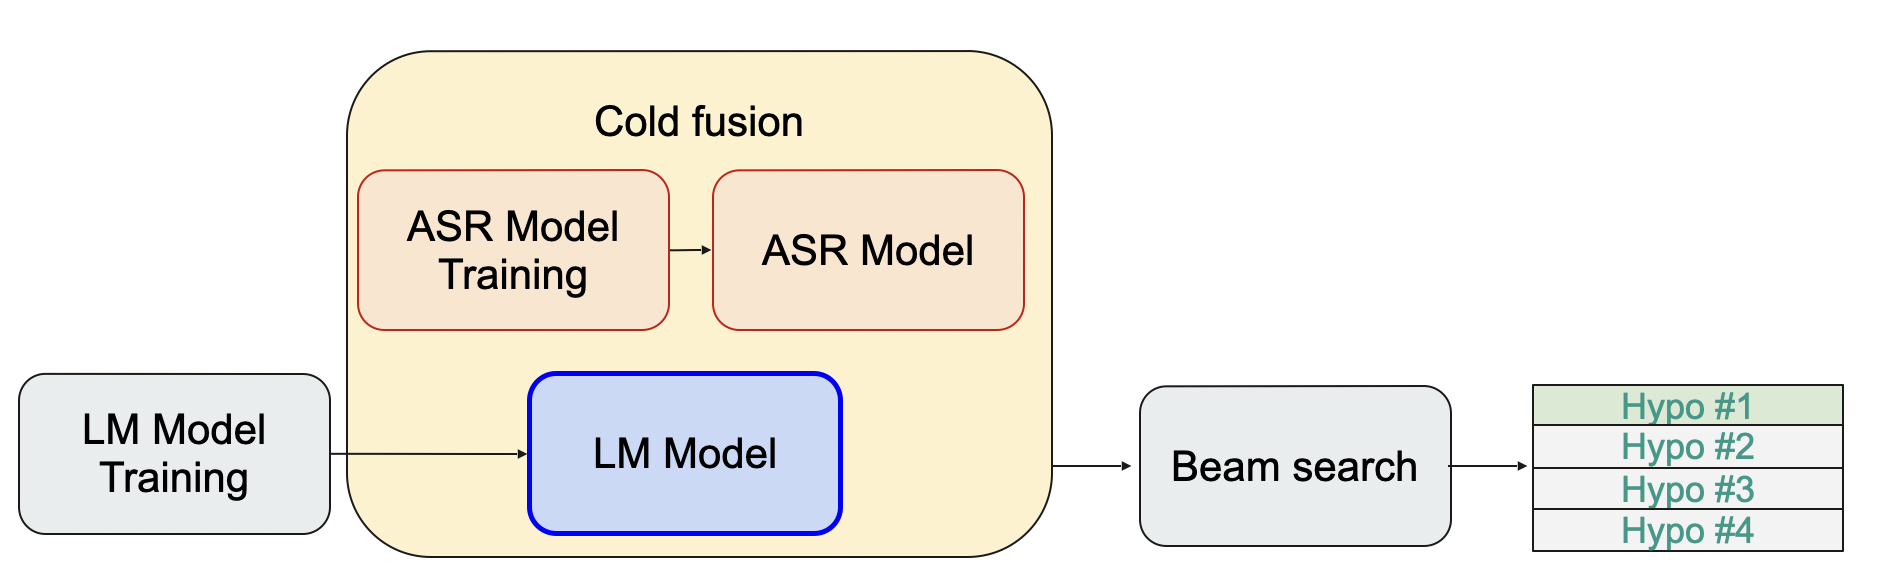 Cold fusion
ASR Model
Training
ASR Model
LM Model
Training
LM Model
Beam search
Hypo #1
Hypo #2
Hypo #3
Hypo #4